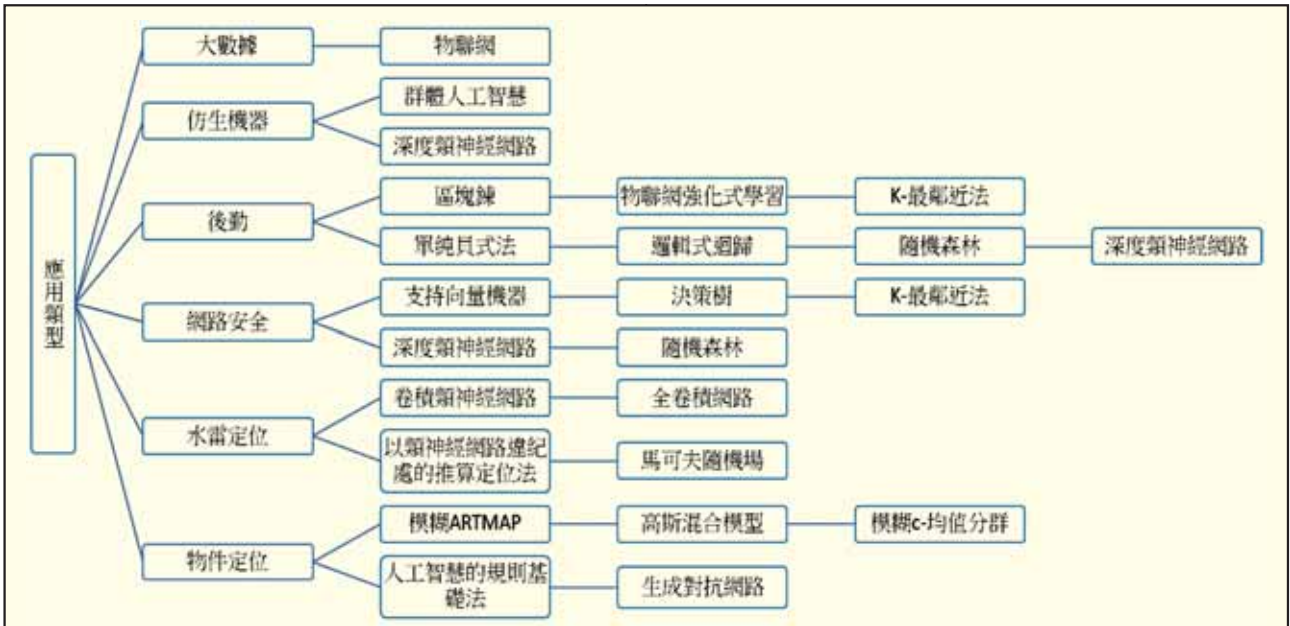 應用類型
大數據
物聯網
仿生機器
群體人工智慧
深度類神經網路
後勤
區塊鍊
物聯網強化式學習
K-最鄰近法
單純貝式法
邏輯式迴歸
隨機森林
深度類神經網路
網路安全
支持向量機器
決策樹
K-最鄰近法
深度類神經網路
隨機森林
水雷定位
卷積類神經網路
全卷積網路
以類神經網路違紀
處的推算定位法
馬可夫隨機場
物件定位
模糊ARTMAP
高斯混合模型
模糊c-均值分群
人工智慧的規則基
礎法
生成對抗網路